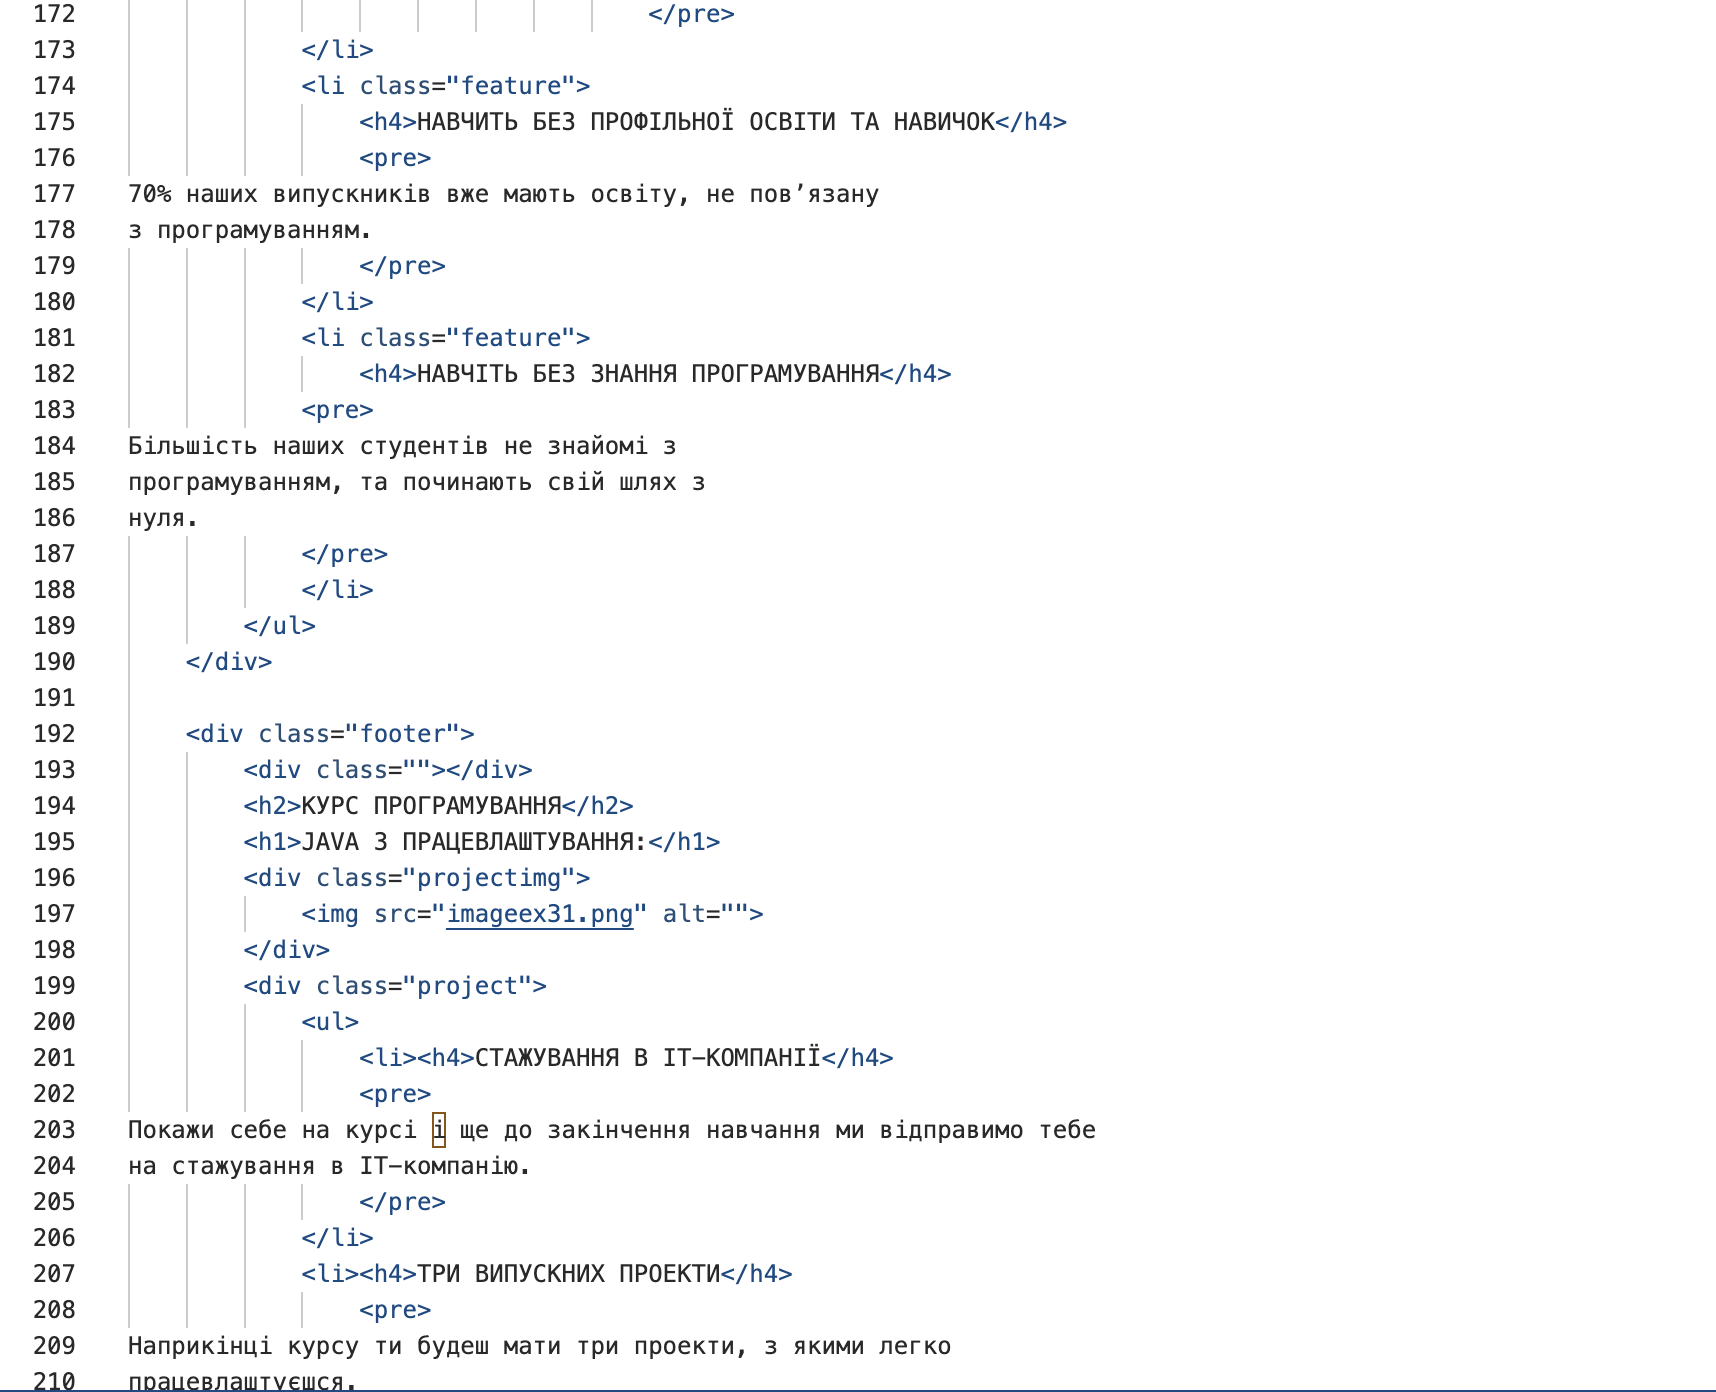 172 </pre>
173 </li>
174 <li class="feature">
175 <h4>НАВЧИТЬ БЕЗ ПРОФІЛЬНОЇ ОСВІТИ ТА НАВИЧОК</h4>
176 <pre>
177 70% наших випускників вже мають освіту, не пов’язану
178 з програмуванням.
179 </pre>
180 </li>
181 <li class="feature">
182 <h4>НАВЧІТЬ БЕЗ ЗНАННЯ ПРОГРАМУВАННЯ</h4>
183 <pre>
184 Більшість наших студентів не знайомі з
185 програмуванням, та починають свій шлях з
186 нуля.
187 </pre>
188 </li>
189 </ul>
190 </div>
191
192 <div class="footer">
193 <div class=""></div>
194 <h2>КУРС ПРОГРАМУВАННЯ</h2>
195 <h1>JAVA З ПРАЦЕВЛАШТУВАННЯ:</h1>
196 <div class="projectimg">
197 <img src="imageex31.png" alt="">
198 </div>
199 <div class="project">
200 <ul>
201 <li><h4>СТАЖУВАННЯ В ІТ–КОМПАНІЇ</h4>
202 <pre>
203 Покажи себе на курсі і ще до закінчення навчання ми відправимо тебе
204 на стажування в ІТ–компанію.
205 </pre>
206 </li>
207 <li><h4>ТРИ ВИПУСКНИХ ПРОЕКТИ</h4>
208 <pre>
209 Наприкінці курсу ти будеш мати три проекти, з якими легко
210 працевлаштуєшся.